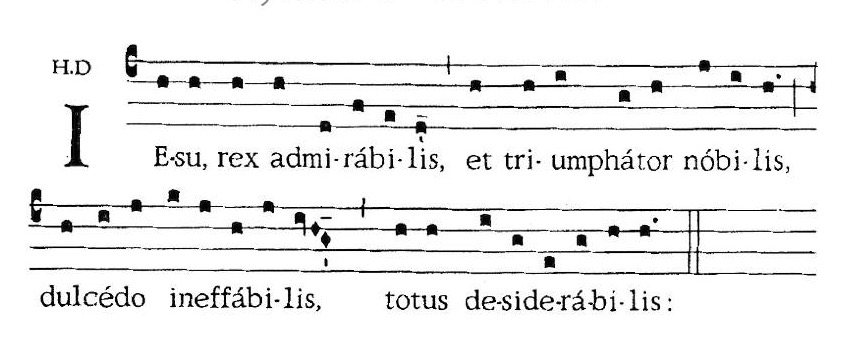 H.D
IE-su, rex admi-rábi-lis, et tri-umphátor nóbi-lis,
dulcédo ineffábi-lis, totus de-side-rá-bi-lis: